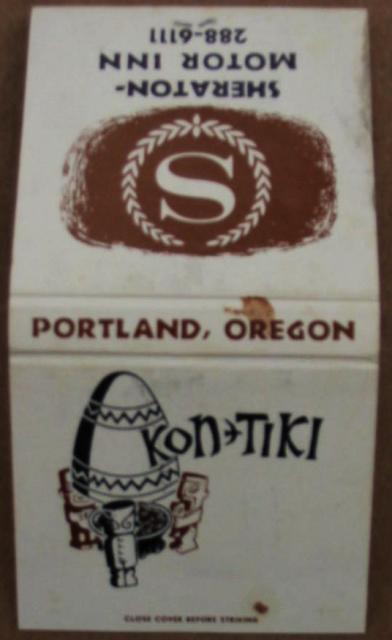 288-6111
MOTOR INN
SHERATON-
S
PORTLAND, OREGON
KON-TIKI
CLOSE COVER BEFORE STRIKING